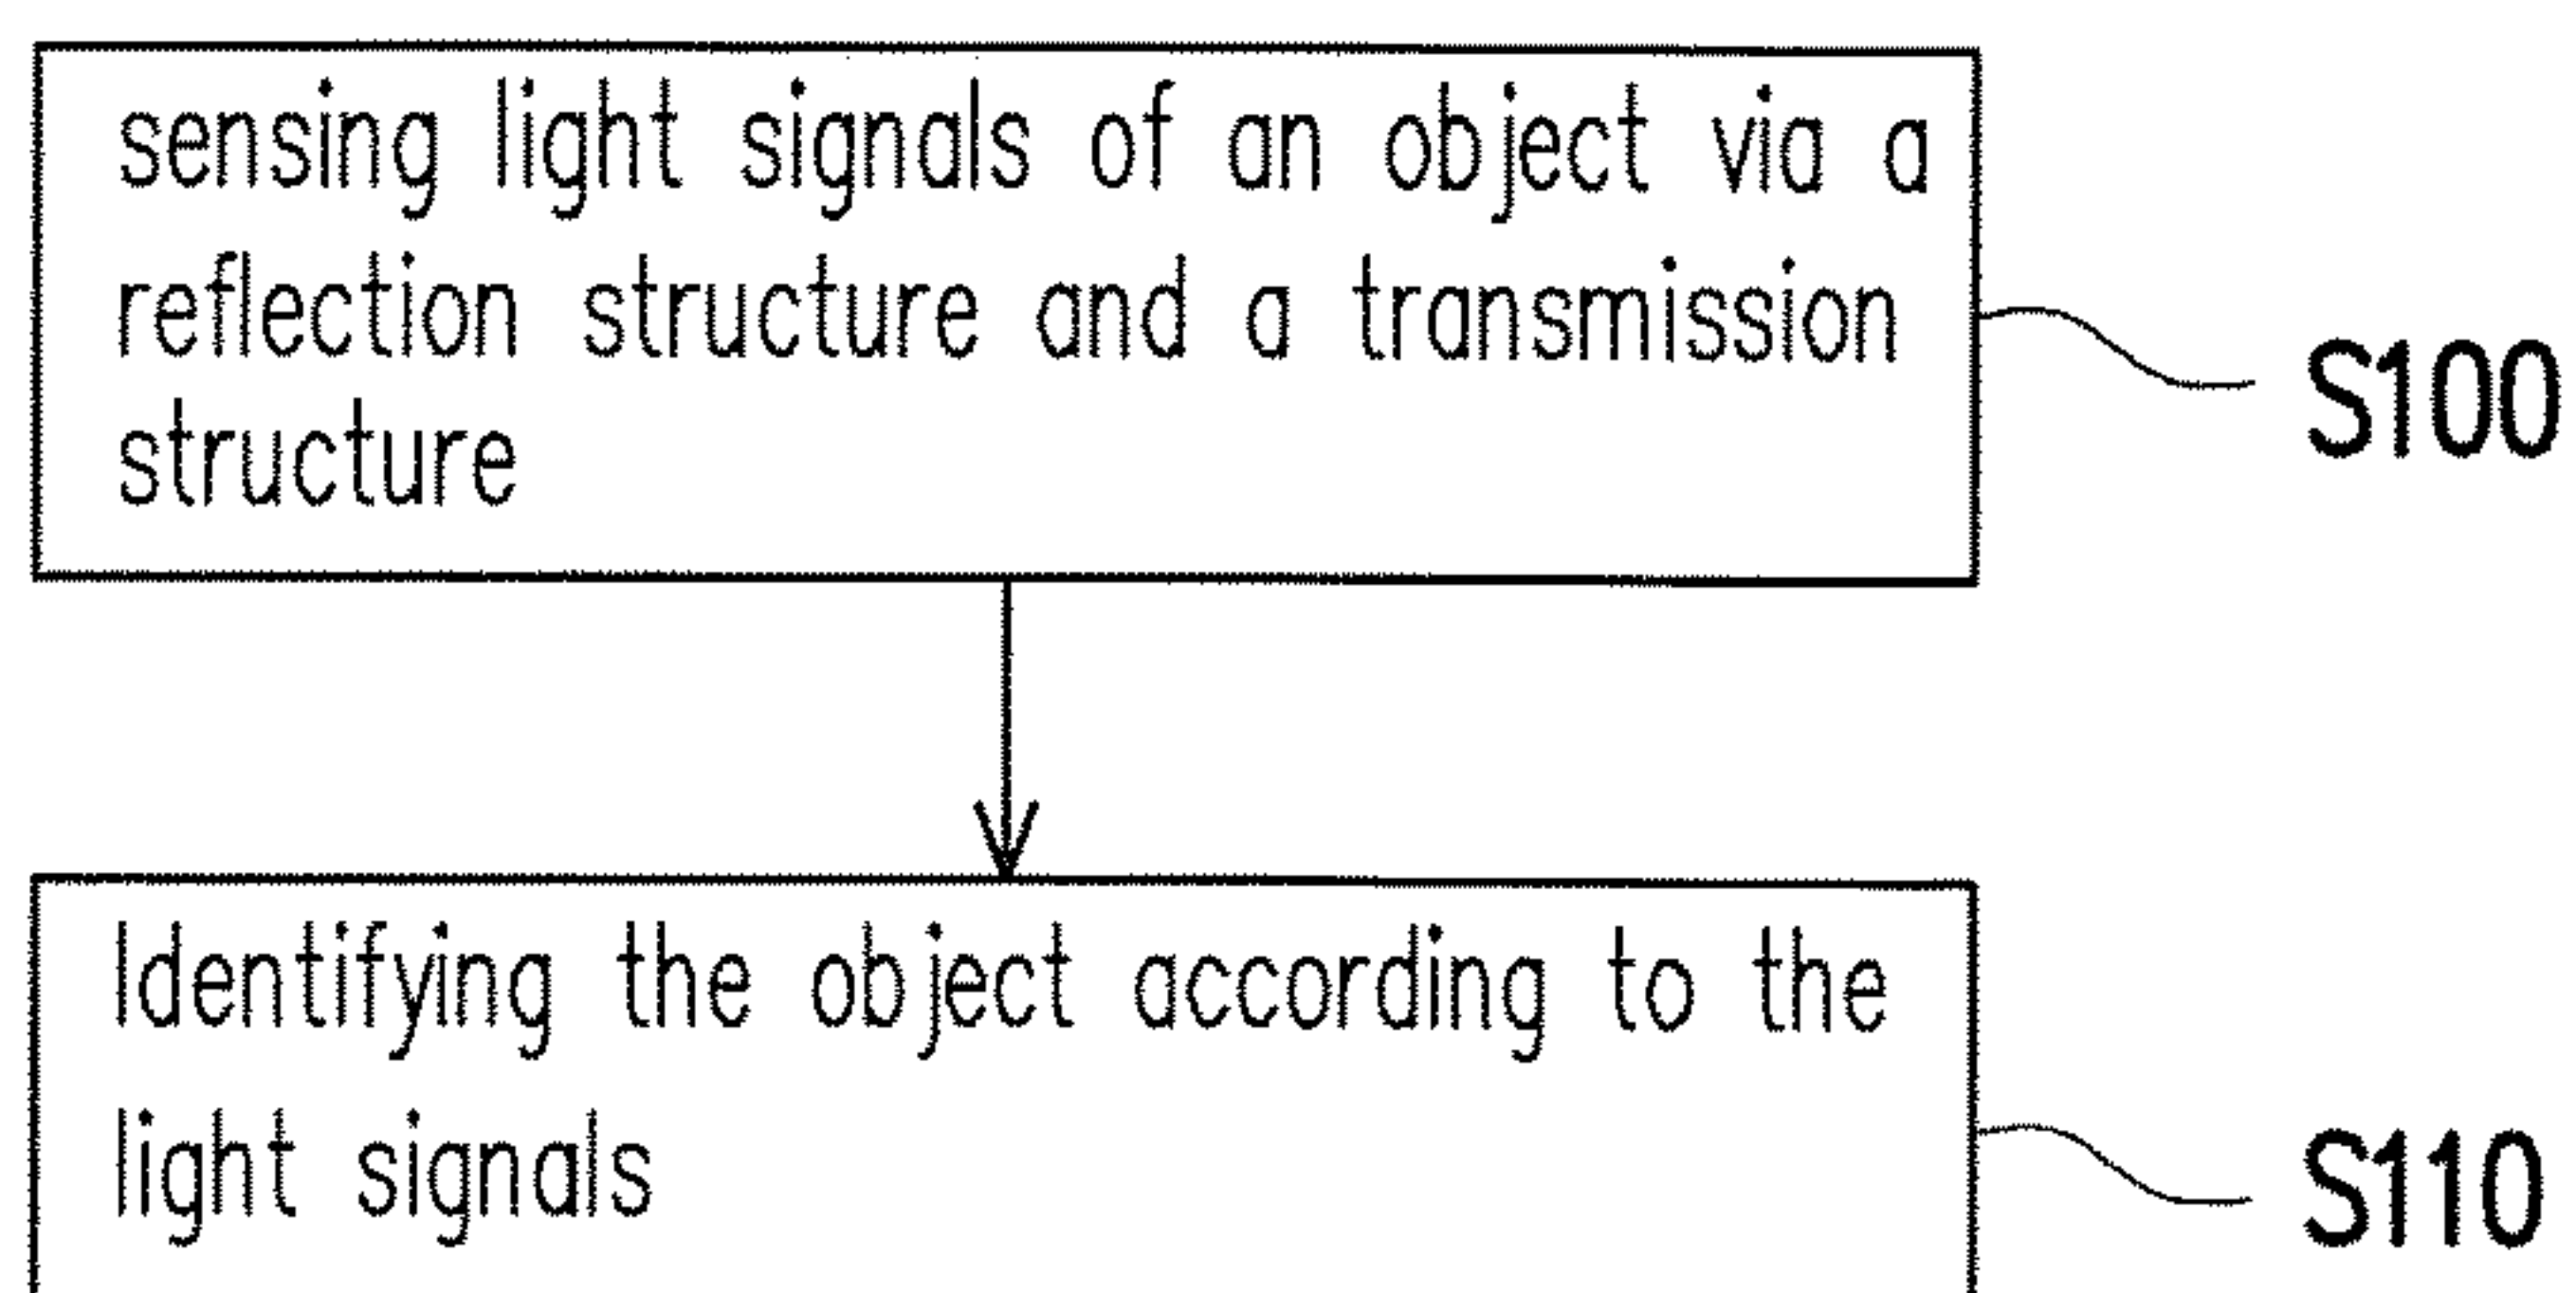 sensing light signals of an object via a
reflection structure and a transmission
structure
S100
Identifying the object according to the
light signals
S110